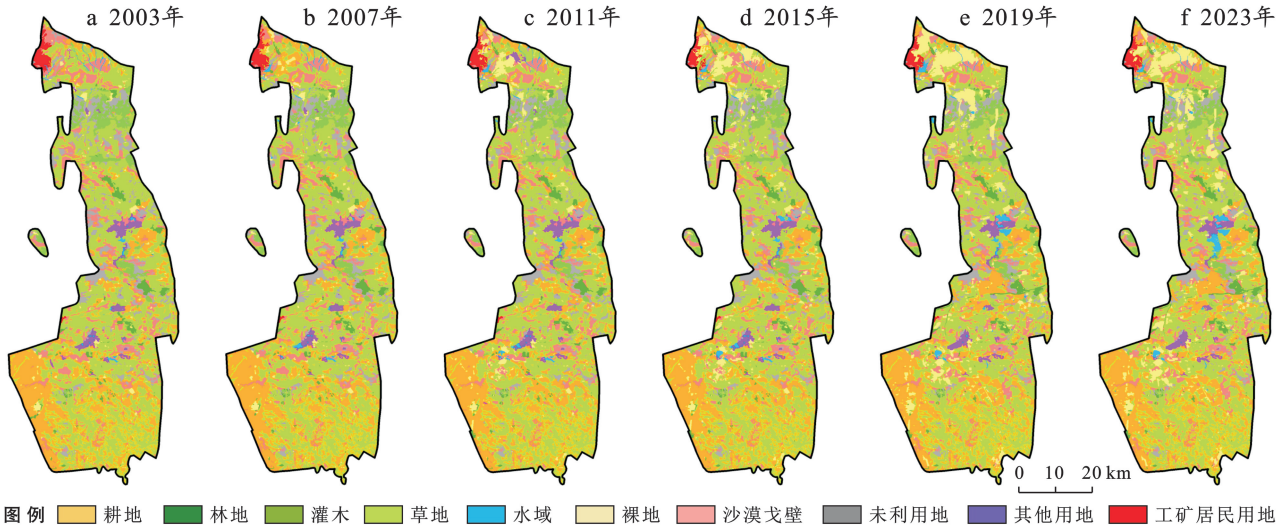 a 2003年
b 2007年
c 2011年
d 2015年
e 2019年
f 2023年
0 10 20 km
图例 耕地 林地 灌木 草地 水域 裸地 沙漠戈壁 未利用地 其他用地 工矿居民用地